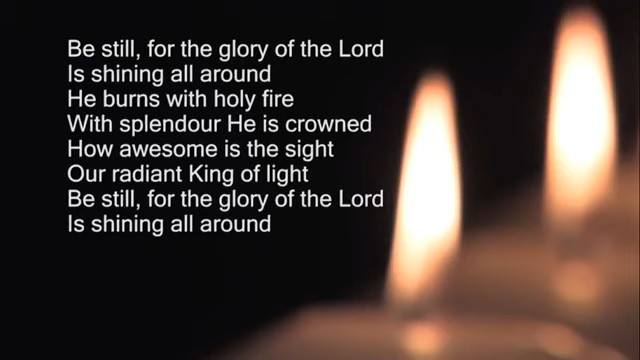 Be still, for the glory of the Lord
Is shining all around
He burns with holy fire
With splendour He is crowned
How awesome is the sight
Our radiant King of light
Be still, for the glory of the Lord
Is shining all around